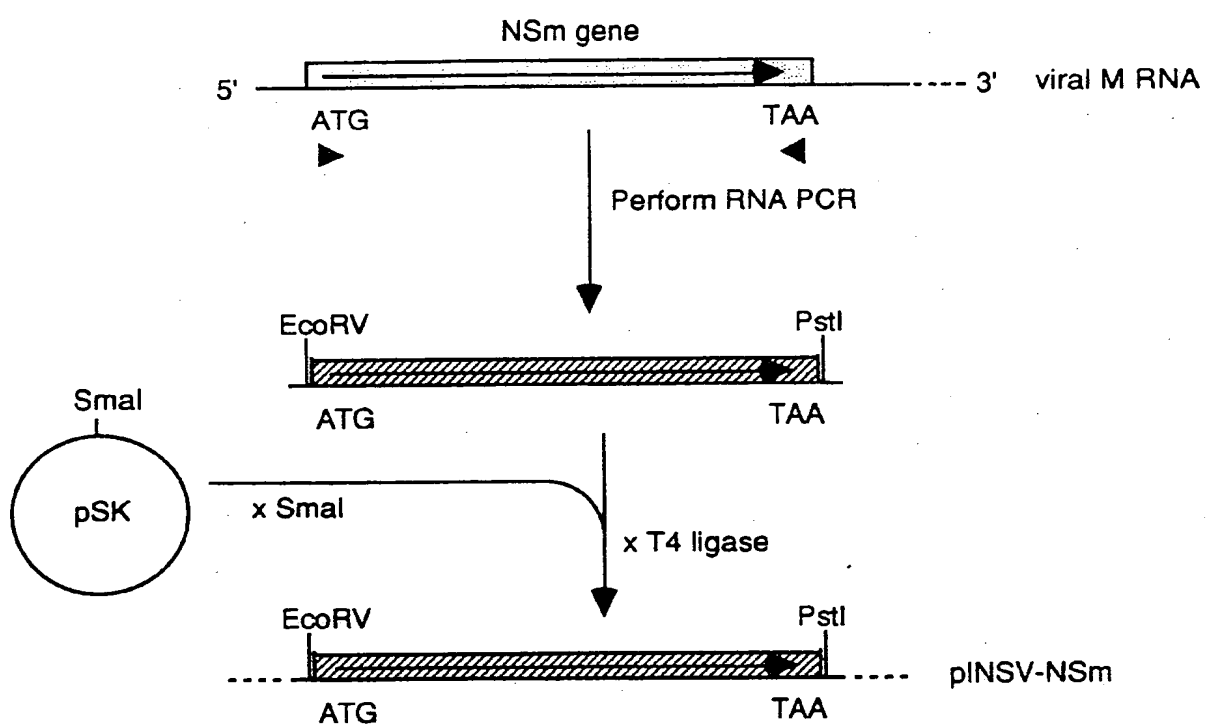 NSm gene
5' 3' viral M RNA
ATG TAA
Perform RNA PCR
EcoRV PstI
SmaI
ATG TAA
pSK
x SmaI
x T4 ligase
EcoRV PstI
pINSV-NSm
ATG TAA